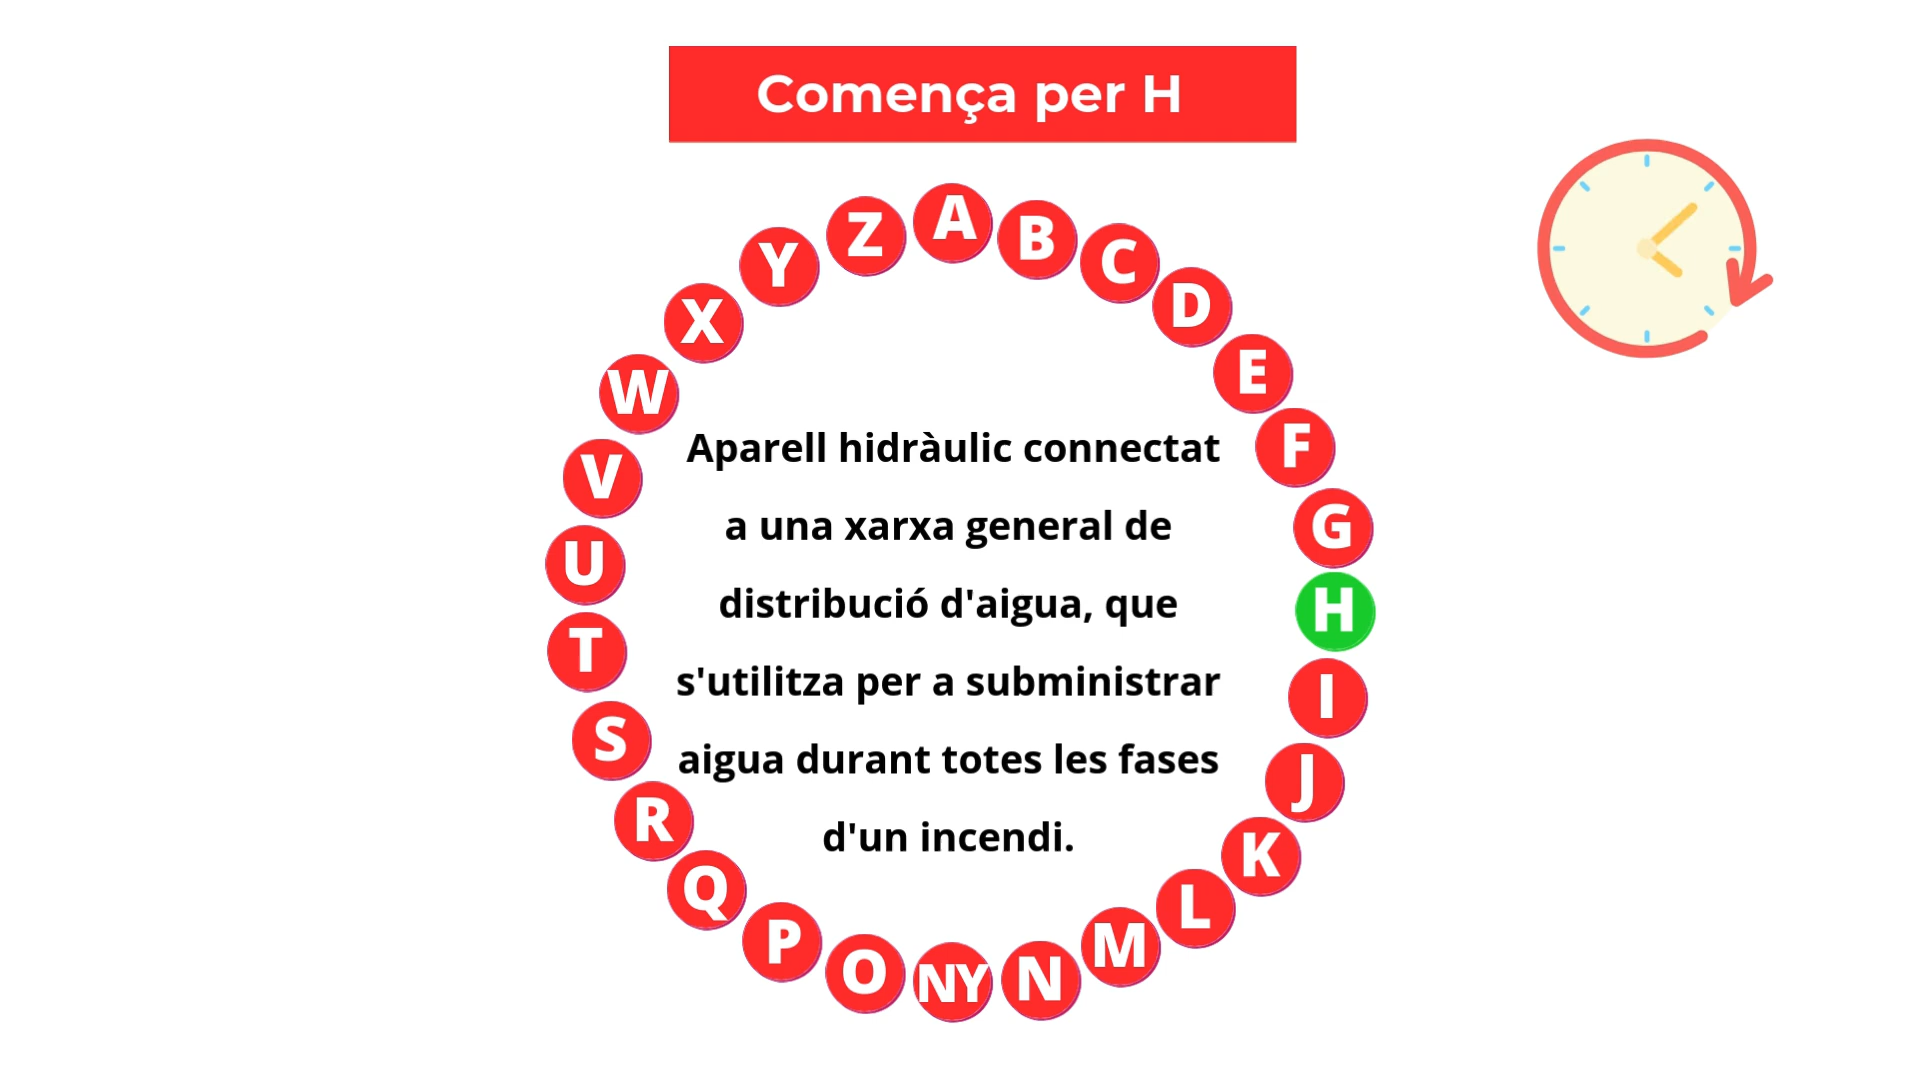 Comença per H
A
B
C
D
E
F
G
H
I
J
K
L
M
N
NY
O
P
Q
R
S
T
U
V
W
X
Y
Z
Aparell hidràulic connectat
a una xarxa general de
distribució d'aigua, que
s'utilitza per a subministrar
aigua durant totes les fases
d'un incendi.